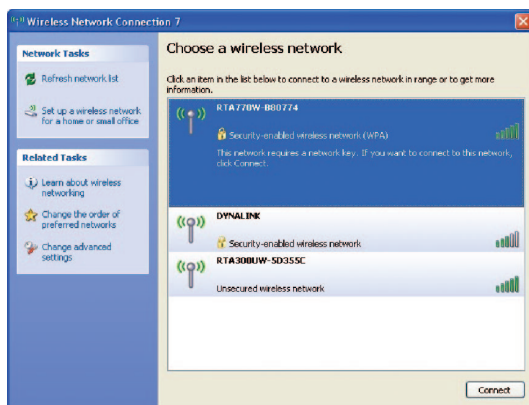 Wireless Network Connection 7
Network Tasks
Refresh network list
Set up a wireless network
for a home or small office
Related Tasks
Learn about wireless
networking
Change the order of
preferred networks
Change advanced
settings
Choose a wireless network
Click an item in the list below to connect to a wireless network in range or to get more
information.
RTA770W-B80774
Security-enabled wireless network (WPA)
This network requires a network key. If you want to connect to this network,
click Connect.
DYNALINK
Security-enabled wireless network
RTA300UW-5D355C
Unsecured wireless network
Connect